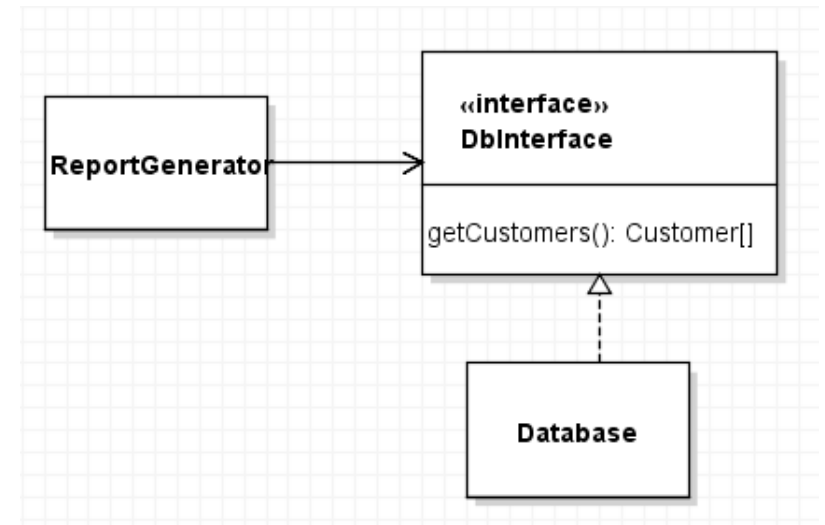 ReportGenerator
«interface»
DbInterface
getCustomers(): Customer[]
Database